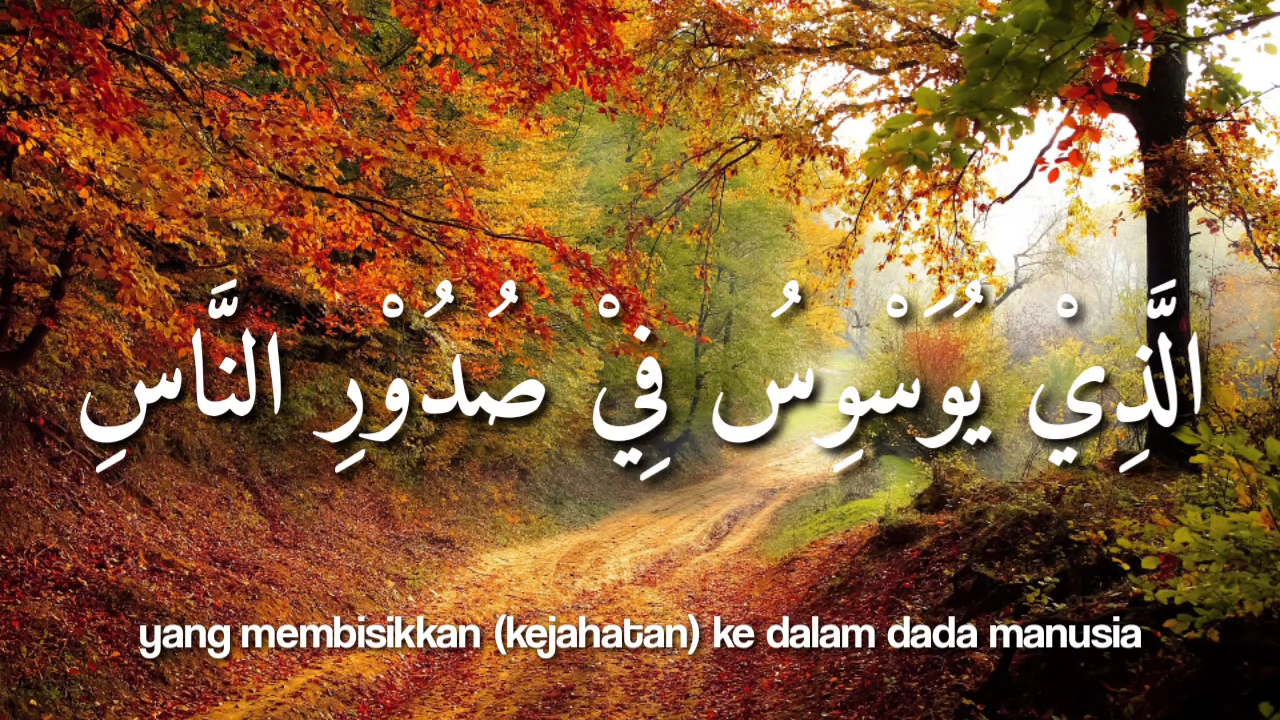 الَّذِيْ يُوَسْوِسُ فِيْ صُدُوْرِ النَّاسِ
yang membisikkan (kejahatan) ke dalam dada manusia